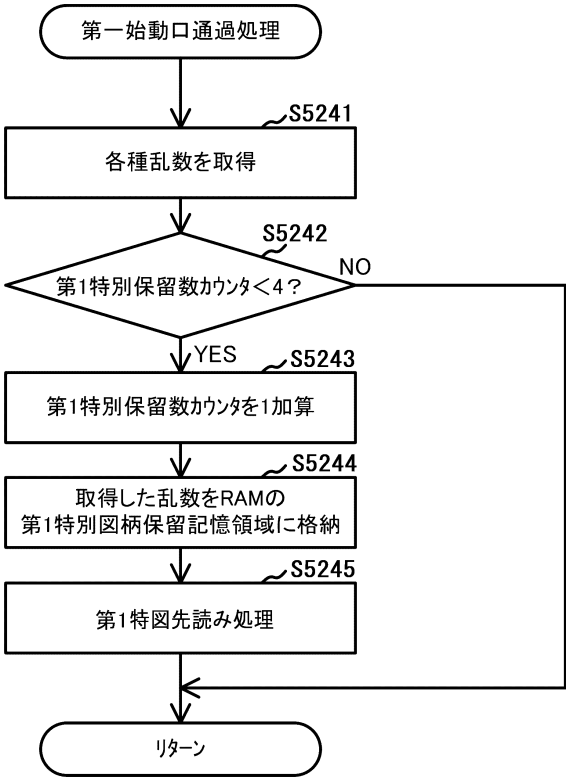 第一始動口通過処理
S5241
各種乱数を取得
S5242
第1特別保留数ｶｳﾝﾀ＜4？
NO
YES
S5243
第1特別保留数ｶｳﾝﾀを1加算
S5244
取得した乱数をRAMの
第1特別図柄保留記憶領域に格納
S5245
第1特図先読み処理
ﾘﾀｰﾝ